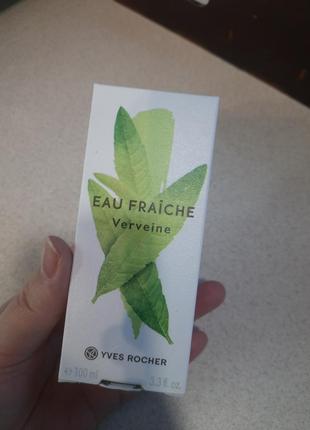 EAU FRAÎCHE
Verveine
YVES ROCHER
e 100 ml 3.3 fl. oz.